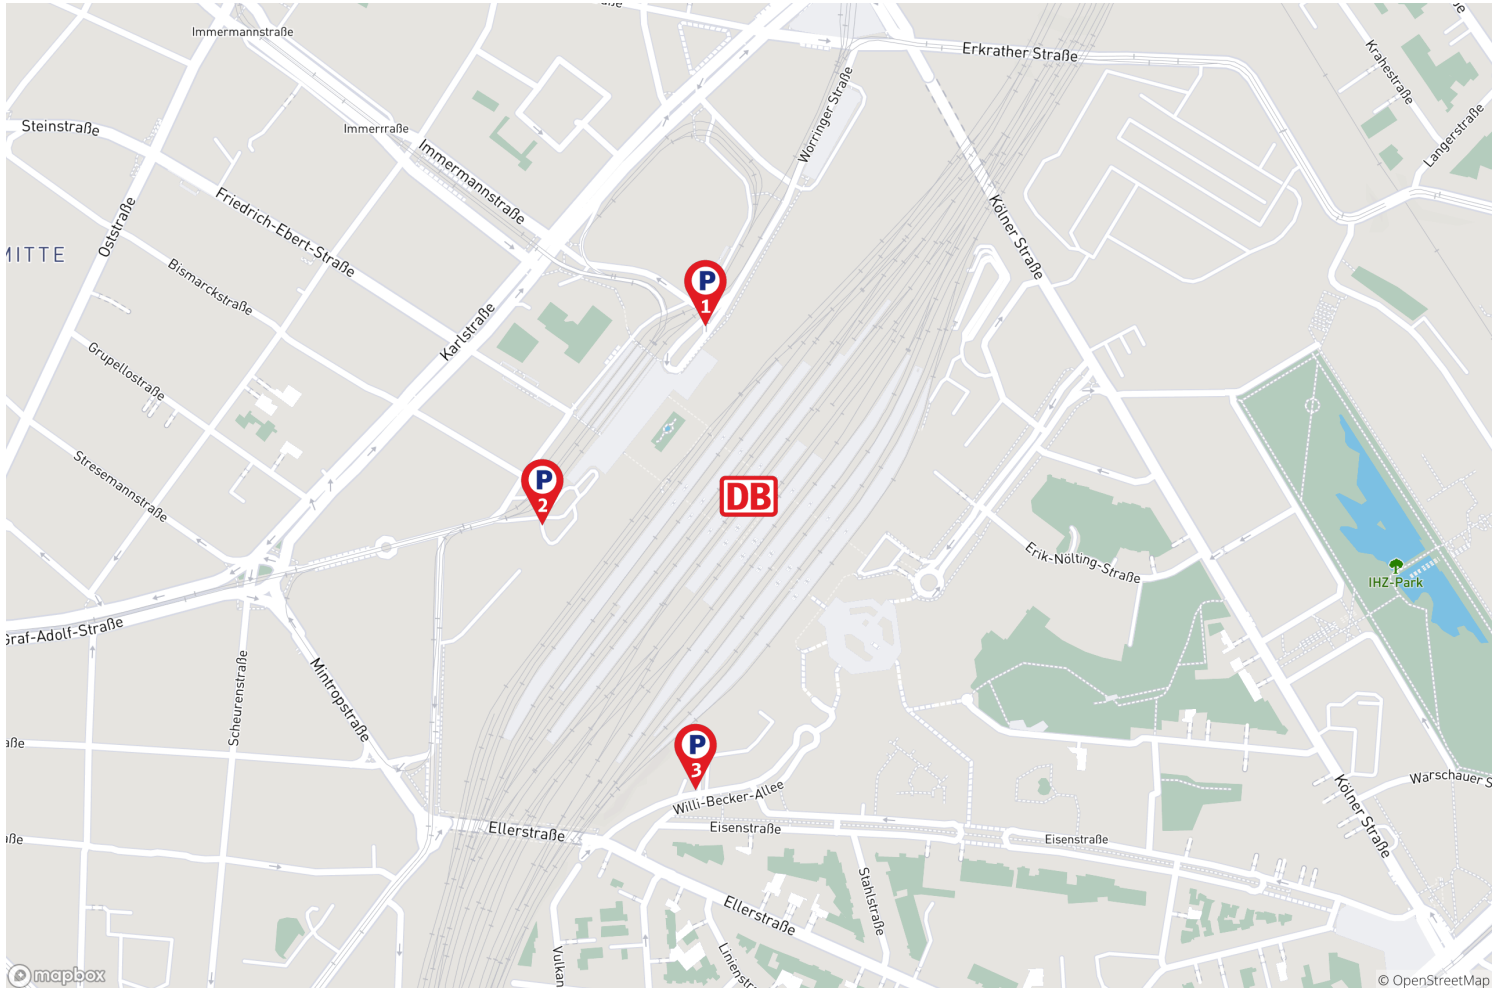 Immermannstraße
Erkrather Straße
Krahestraße
Worringer Straße
Steinstraße
Immerrraße
Langerstraße
Immermannstraße
Friedrich-Ebert-Straße
Kölner Straße
Oststraße
MITTE
Bismarckstraße
P
1
Karlstraße
Grupellostraße
Stresemannstraße
P
2
DB
Erik-Nölting-Straße
IHZ-Park
Graf-Adolf-Straße
Mintropstraße
Scheurenstraße
aße
P
3
Willi-Becker-Allee
Warschauer S
Kölner Straße
Ellerstraße
Eisenstraße
Eisenstraße
aße
Stahlstraße
Ellerstraße
Linienstr
Vulkan
mapbox
© OpenStreetMap